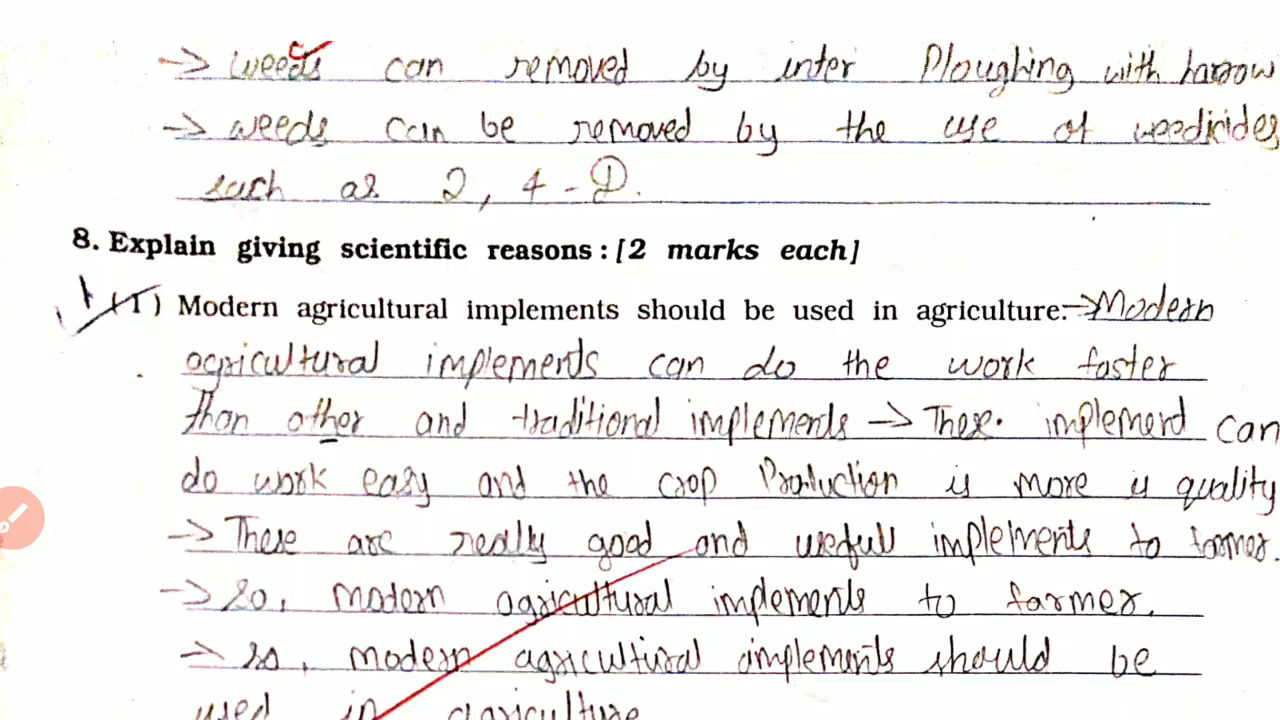 → weeds can removed by inter Ploughing with harrow
→ weeds can be removed by the use of weedicides
such as 2, 4-D.
8. Explain giving scientific reasons : [2 marks each]
(1) Modern agricultural implements should be used in agriculture:→Modern
agricultural implements can do the work faster
than other and traditional implements → These implement can
do work easy and the crop Production is more is quality
→ These are really good and usefull implements to farmer.
→ so, modern agricultural implements to farmer.
→ so, modern agricultural implements should be
used in agriculture